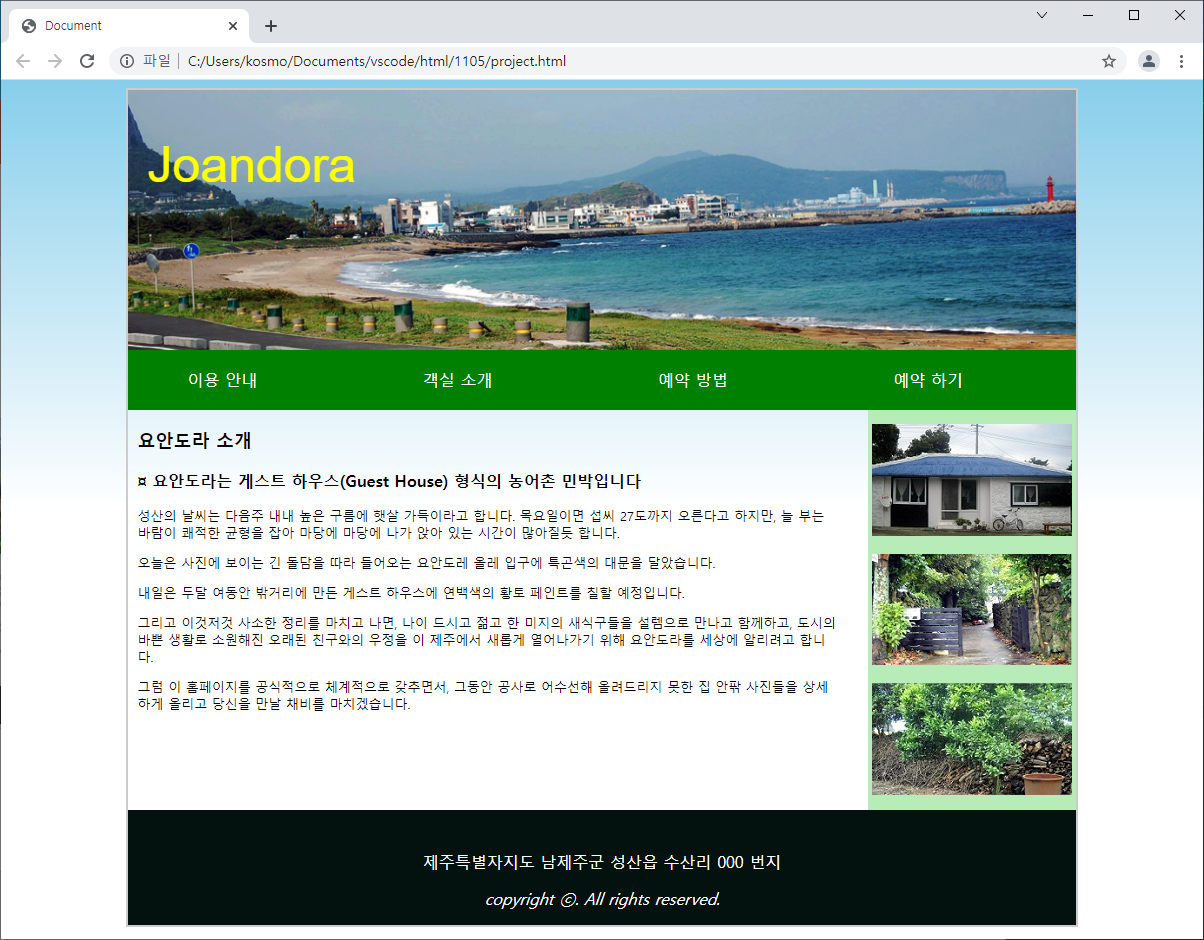 Document
파일
C:/Users/kosmo/Documents/vscode/html/1105/project.html
Joandora
이용 안내 객실 소개 예약 방법 예약 하기
요안도라 소개
¤ 요안도라는 게스트 하우스(Guest House) 형식의 농어촌 민박입니다
성산의 날씨는 다음주 내내 높은 구름에 햇살 가득이라고 합니다. 목요일이면 섭씨 27도까지 오른다고 하지만, 늘 부는
바람이 쾌적한 균형을 잡아 마당에 마당에 나가 앉아 있는 시간이 많아질듯 합니다.
오늘은 사진에 보이는 긴 돌담을 따라 들어오는 요안도레 올레 입구에 특곤색의 대문을 달았습니다.
내일은 두달 여동안 밖거리에 만든 게스트 하우스에 연백색의 황토 페인트를 칠할 예정입니다.
그리고 이것저것 사소한 정리를 마치고 나면, 나이 드시고 젊고 한 미지의 새식구들을 설렘으로 만나고 함께하고, 도시의
바쁜 생활로 소원해진 오래된 친구와의 우정을 이 제주에서 새롭게 열어나가기 위해 요안도라를 세상에 알리려고 합니
다.
그럼 이 홈페이지를 공식적으로 체계적으로 갖추면서, 그동안 공사로 어수선해 올려드리지 못한 집 안팎 사진들을 상세
하게 올리고 당신을 만날 채비를 마치겠습니다.
제주특별자지도 남제주군 성산읍 수산리 000 번지
copyright ⓒ. All rights reserved.